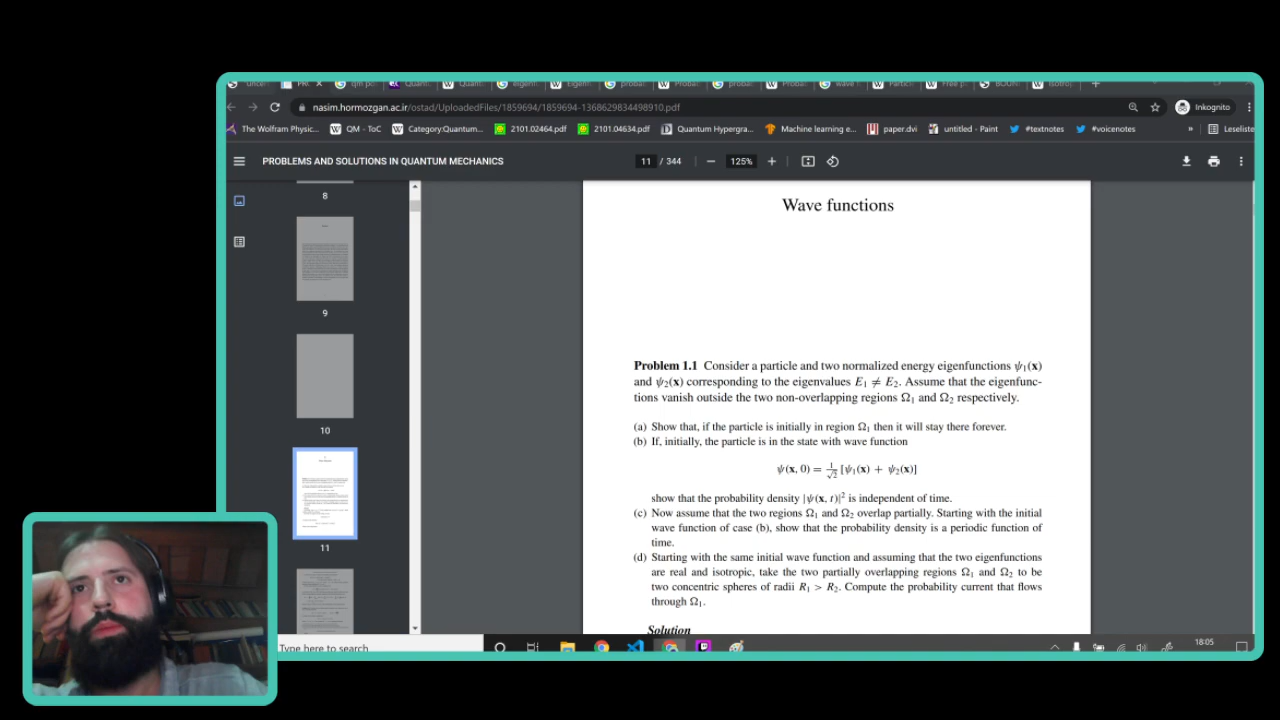 nasim.hormozgan.ac.ir/ostad/UploadedFiles/1859694/1859694-1368629834498910.pdf
Inkognito
The Wolfram Physic... QM - ToC Category:Quantum... 2101.02464.pdf 2101.04634.pdf Quantum Hypergra... Machine learning e... paper.dvi untitled - Paint #textnotes #voicenotes » Leseliste
PROBLEMS AND SOLUTIONS IN QUANTUM MECHANICS 11 / 344 125%
8
9
10
11
Wave functions
Problem 1.1 Consider a particle and two normalized energy eigenfunctions ψ1(x)
and ψ2(x) corresponding to the eigenvalues E1 ≠ E2. Assume that the eigenfunc-
tions vanish outside the two non-overlapping regions Ω1 and Ω2 respectively.
(a) Show that, if the particle is initially in region Ω1 then it will stay there forever.
(b) If, initially, the particle is in the state with wave function
ψ(x, 0) = 1/√2 [ψ1(x) + ψ2(x)]
show that the probability density |ψ(x, t)|² is independent of time.
(c) Now assume that the two regions Ω1 and Ω2 overlap partially. Starting with the initial
wave function of case (b), show that the probability density is a periodic function of
time.
(d) Starting with the same initial wave function and assuming that the two eigenfunctions
are real and isotropic, take the two partially overlapping regions Ω1 and Ω2 to be
two concentric spheres of radii R1 > R2. Compute the probability current that flows
through Ω1.
Solution
Type here to search
18:05